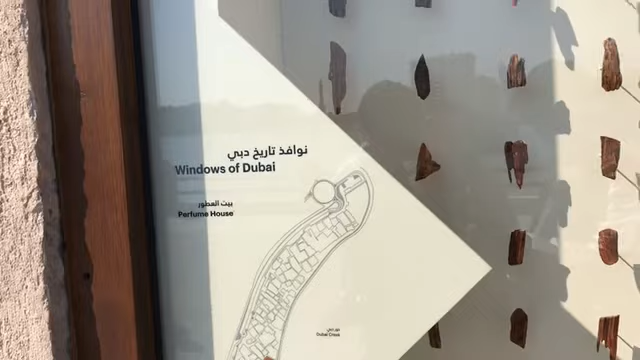 نوافذ تاريخ دبي
Windows of Dubai
بيت العطور
Perfume House
خور دبي
Dubai Creek